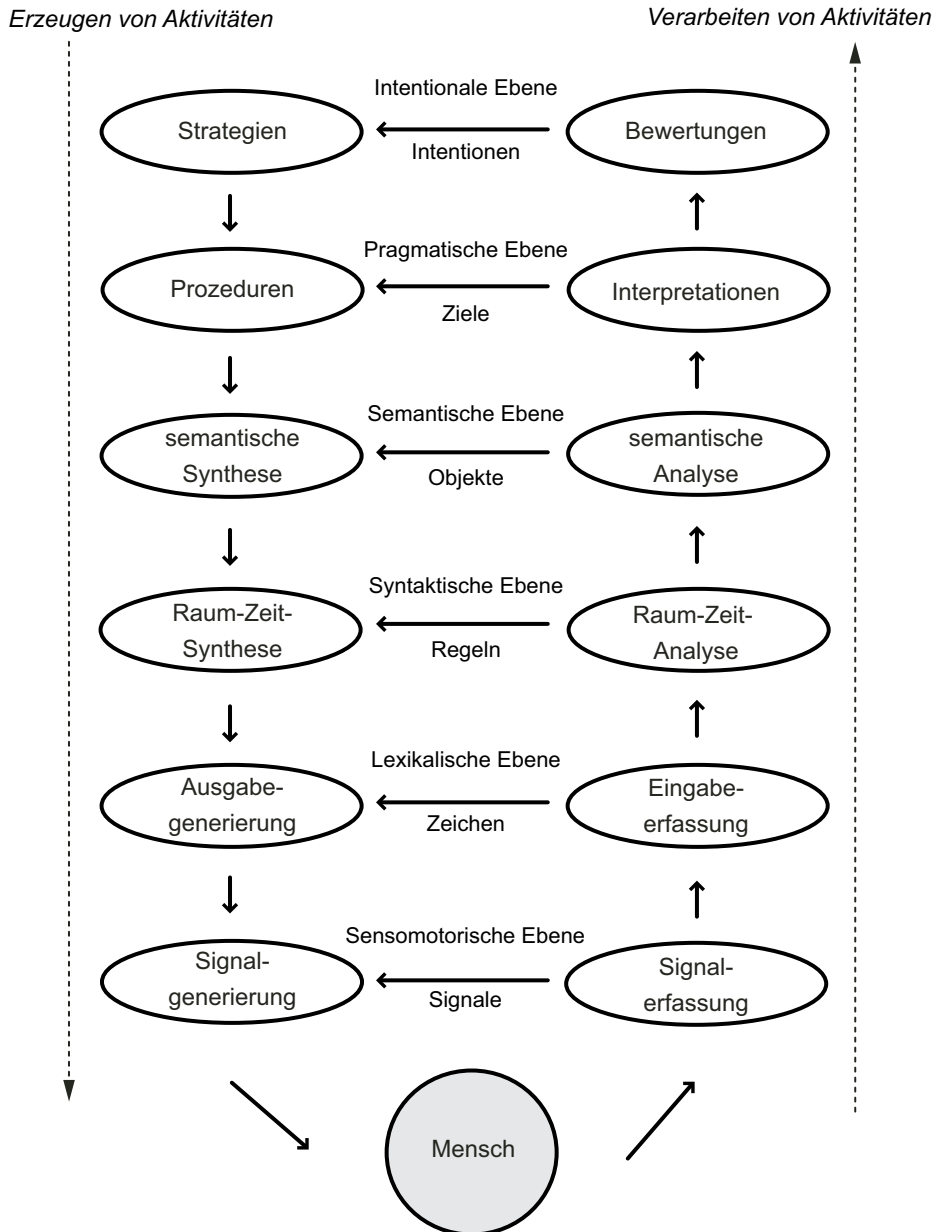 Erzeugen von Aktivitäten
Verarbeiten von Aktivitäten
Intentionale Ebene
Strategien
Bewertungen
Intentionen
Pragmatische Ebene
Prozeduren
Interpretationen
Ziele
Semantische Ebene
semantische
Synthese
semantische
Analyse
Objekte
Syntaktische Ebene
Raum-Zeit-
Synthese
Raum-Zeit-
Analyse
Regeln
Lexikalische Ebene
Ausgabe-
generierung
Eingabe-
erfassung
Zeichen
Sensomotorische Ebene
Signal-
generierung
Signal-
erfassung
Signale
Mensch